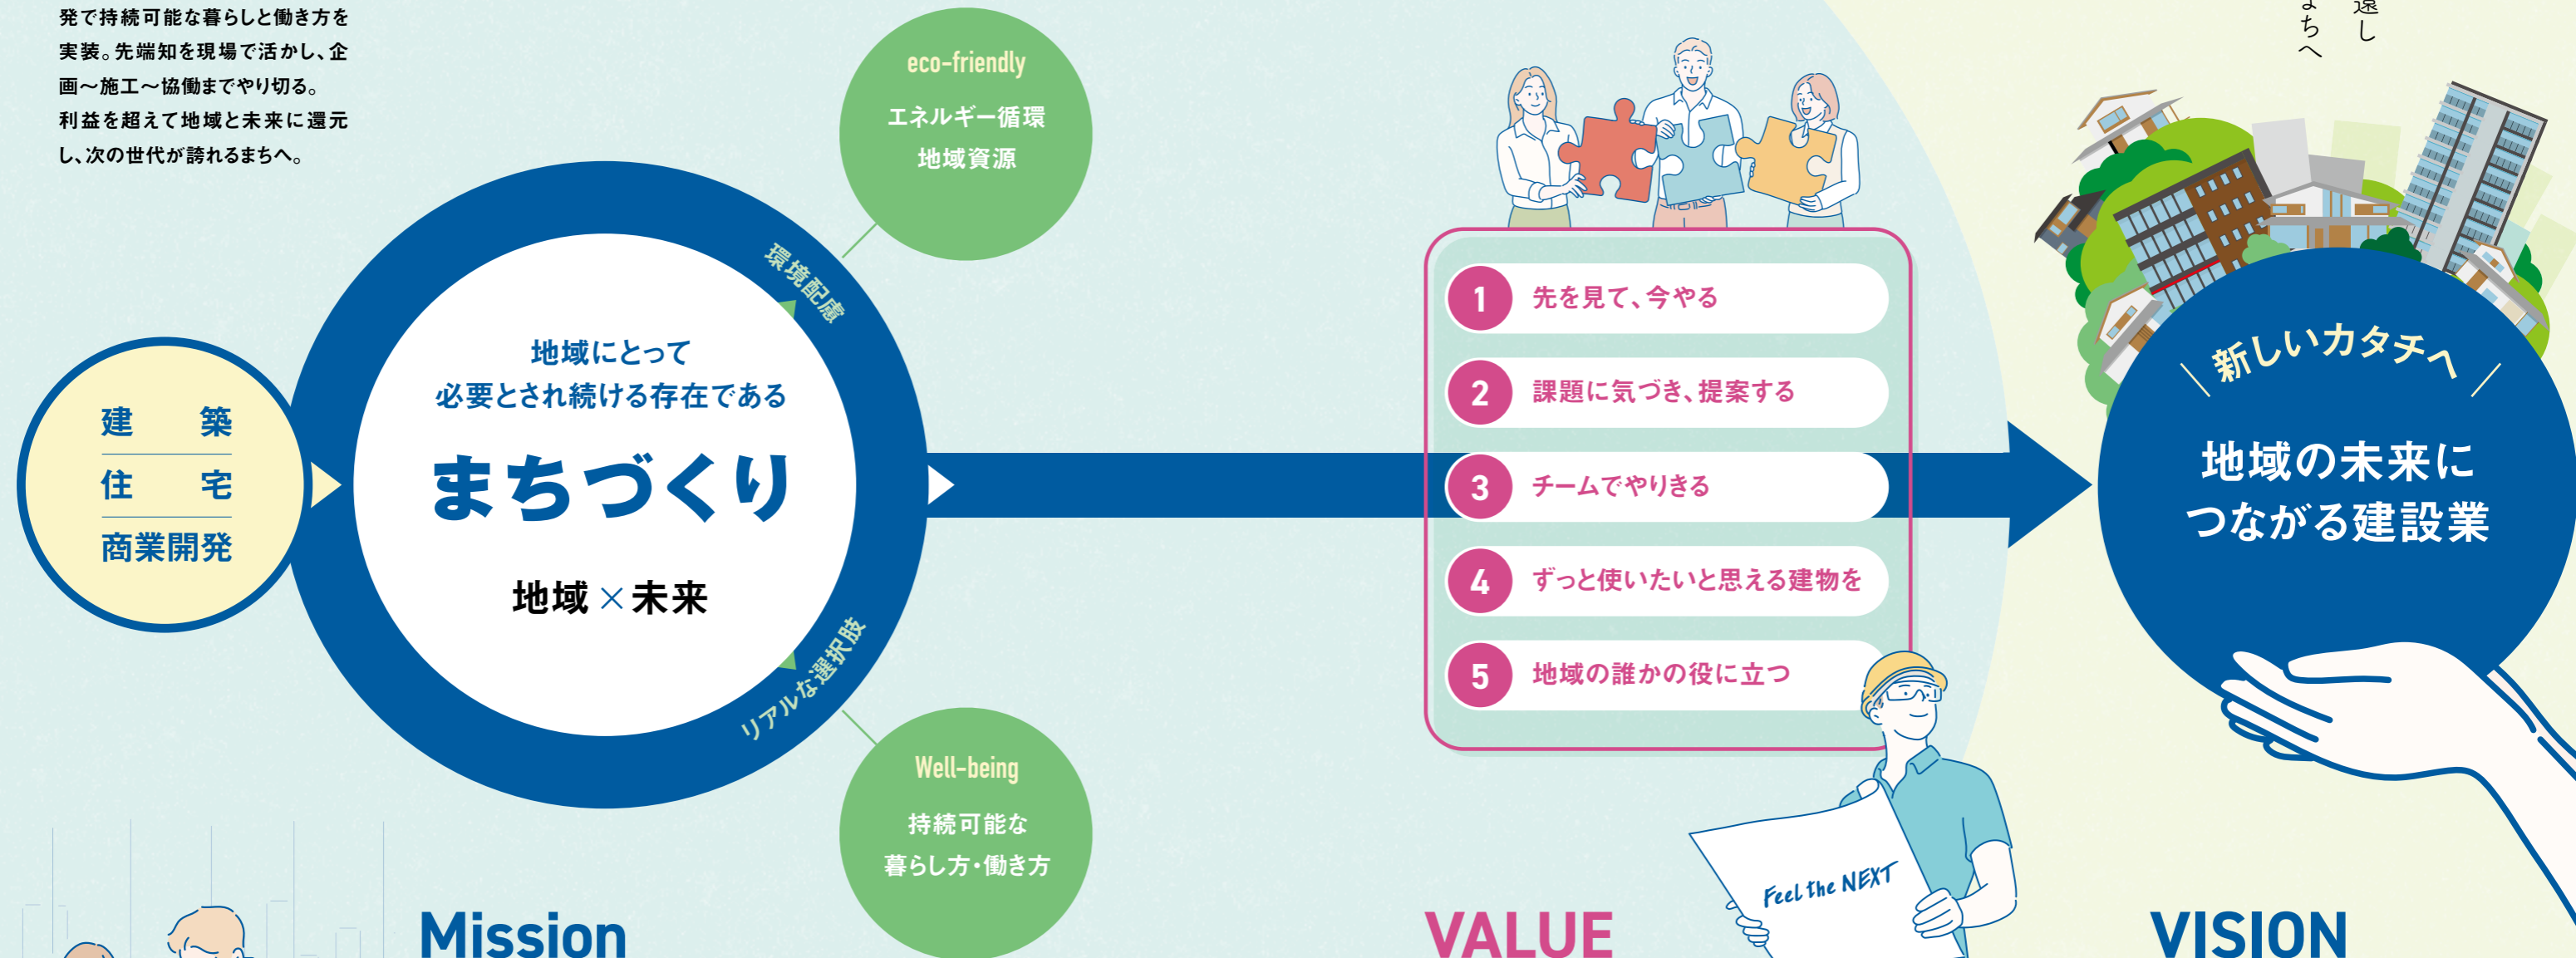 発で持続可能な暮らしと働き方を
実装。先端知を現場で活かし、企
画～施工～協働までやり切る。
利益を超えて地域と未来に還元
し、次の世代が誇れるまちへ。
建築
住宅
商業開発
地域にとって
必要とされ続ける存在である
まちづくり
地域×未来
環境配慮
リアルな選択肢
eco-friendly
エネルギー循環
地域資源
Well-being
持続可能な
暮らし方・働き方
Mission
1 先を見て、今やる
2 課題に気づき、提案する
3 チームでやりきる
4 ずっと使いたいと思える建物を
5 地域の誰かの役に立つ
Feel the NEXT
VALUE
還し
まちへ
新しいカタチへ
地域の未来に
つながる建設業
VISION